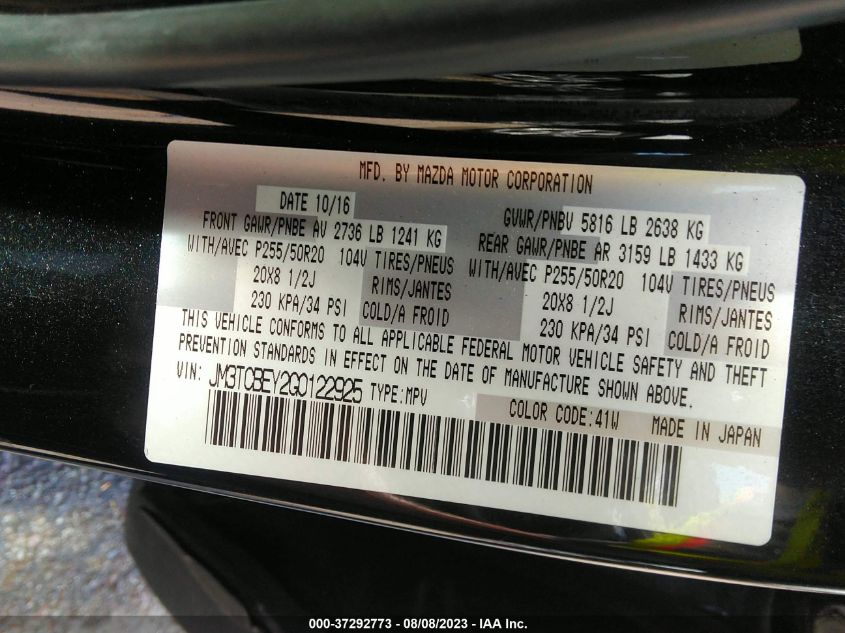 MFD. BY MAZDA MOTOR CORPORATION
DATE 10/16 GVWR/PNBV 5816 LB 2638 KG
FRONT GAWR/PNBE AV 2736 LB 1241 KG REAR GAWR/PNBE AR 3159 LB 1433 KG
WITH/AVEC P255/50R20 104V TIRES/PNEUS WITH/AVEC P255/50R20 104V TIRES/PNEUS
20X8 1/2J RIMS/JANTES 20X8 1/2J RIMS/JANTES
230 KPA/34 PSI COLD/A FROID 230 KPA/34 PSI COLD/A FROID
THIS VEHICLE CONFORMS TO ALL APPLICABLE FEDERAL MOTOR VEHICLE SAFETY AND THEFT
PREVENTION STANDARDS IN EFFECT ON THE DATE OF MANUFACTURE SHOWN ABOVE.
VIN: JM3TCBEY2G0122925 TYPE:MPV
COLOR CODE:41W MADE IN JAPAN
000-37292773 - 08/08/2023 - IAA Inc.